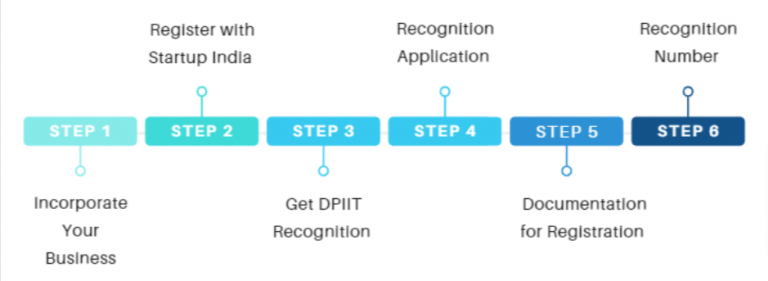 Register with
Startup India
Recognition
Application
Recognition
Number
STEP 1
STEP 2
STEP 3
STEP 4
STEP 5
STEP 6
Incorporate
Your
Business
Get DPIIT
Recognition
Documentation
for Registration